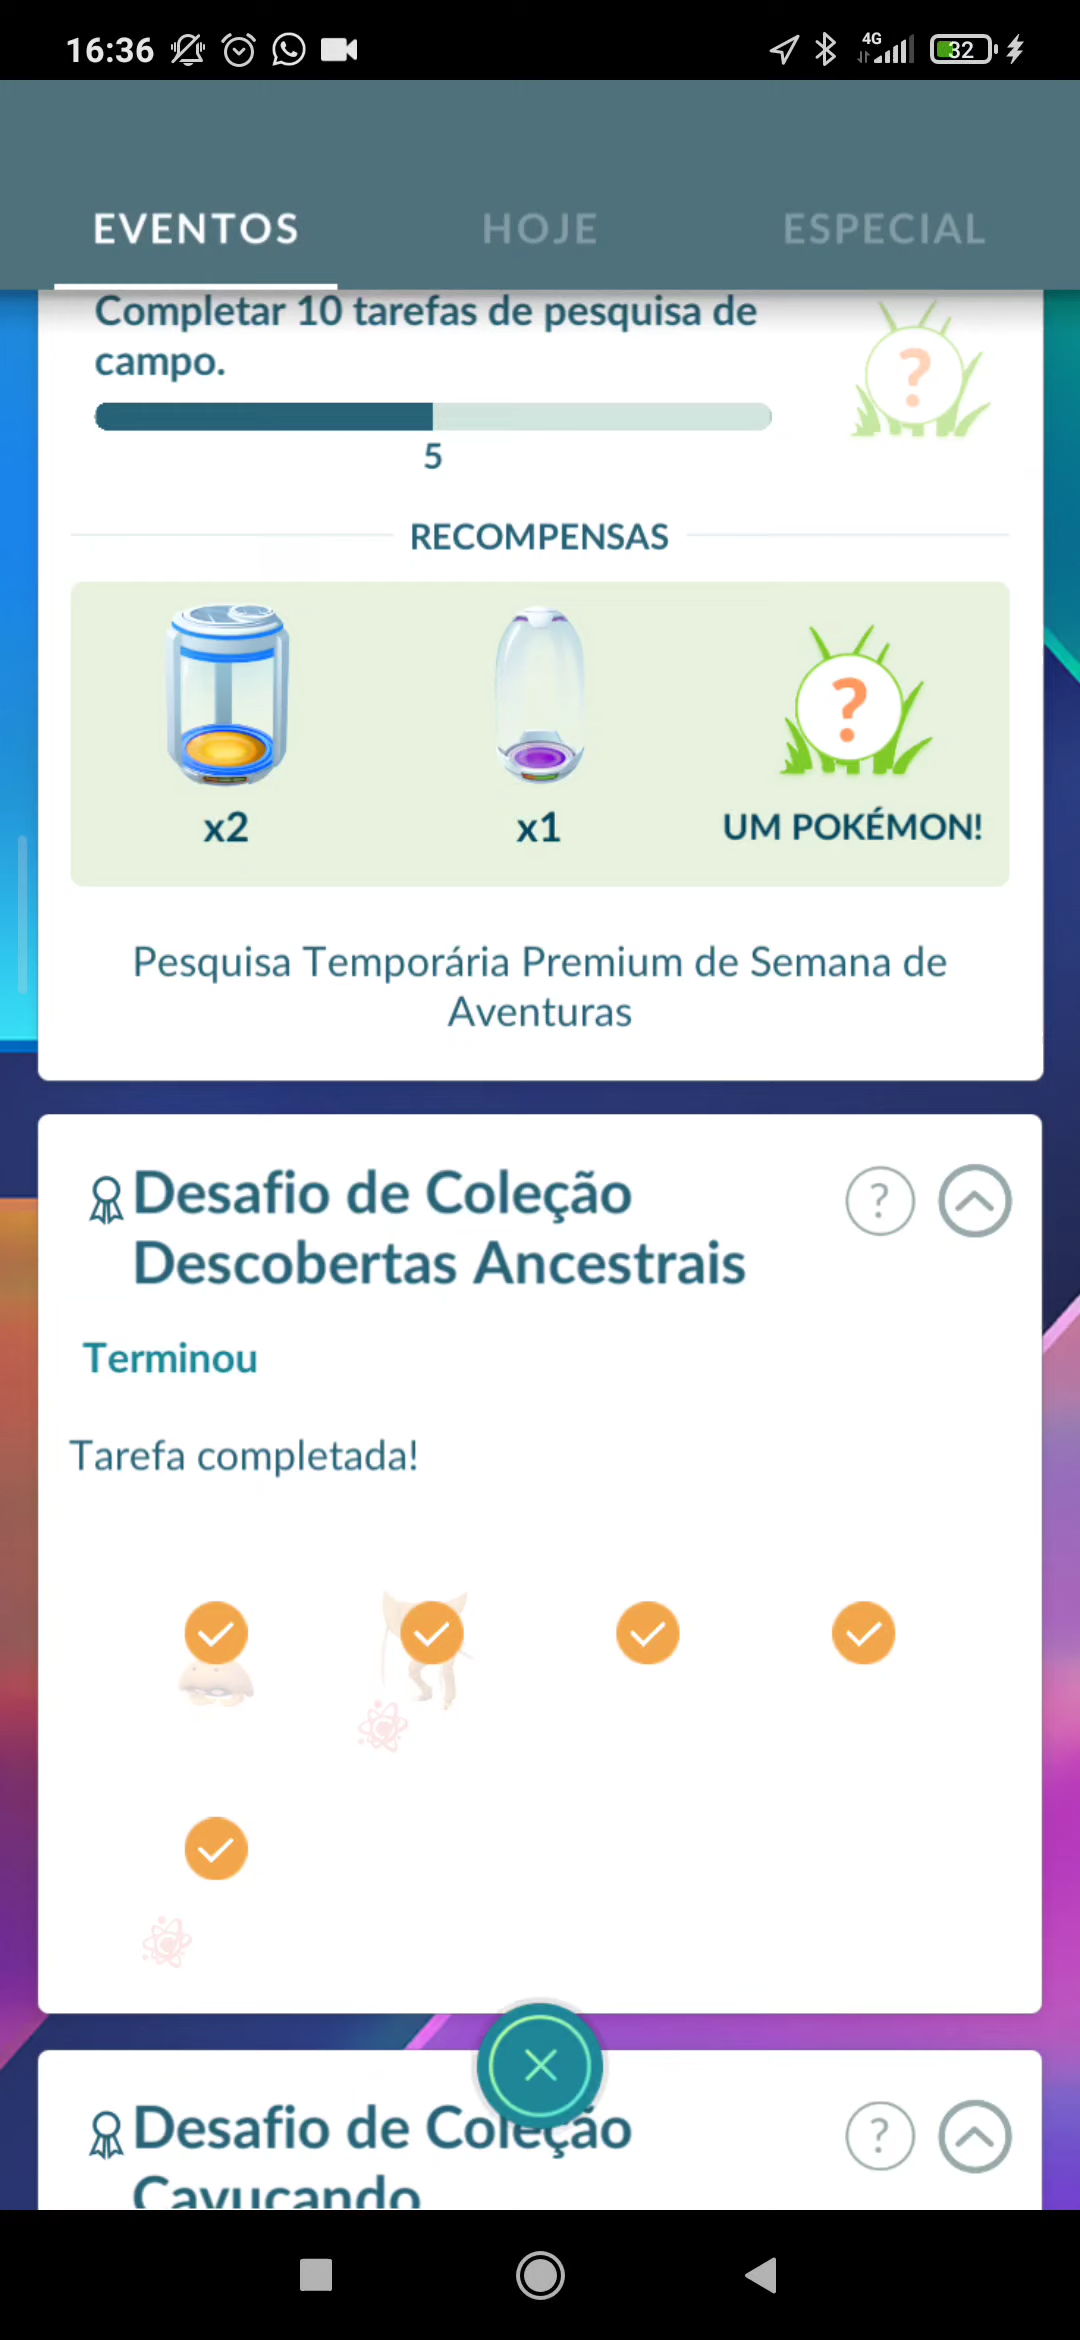 16:36
4G
32
EVENTOS
HOJE
ESPECIAL
Completar 10 tarefas de pesquisa de
campo.
?
5
RECOMPENSAS
?
x2
x1
UM POKÉMON!
Pesquisa Temporária Premium de Semana de
Aventuras
Desafio de Coleção
?
Descobertas Ancestrais
Terminou
Tarefa completada!
Desafio de Coleção
?
Cavucando